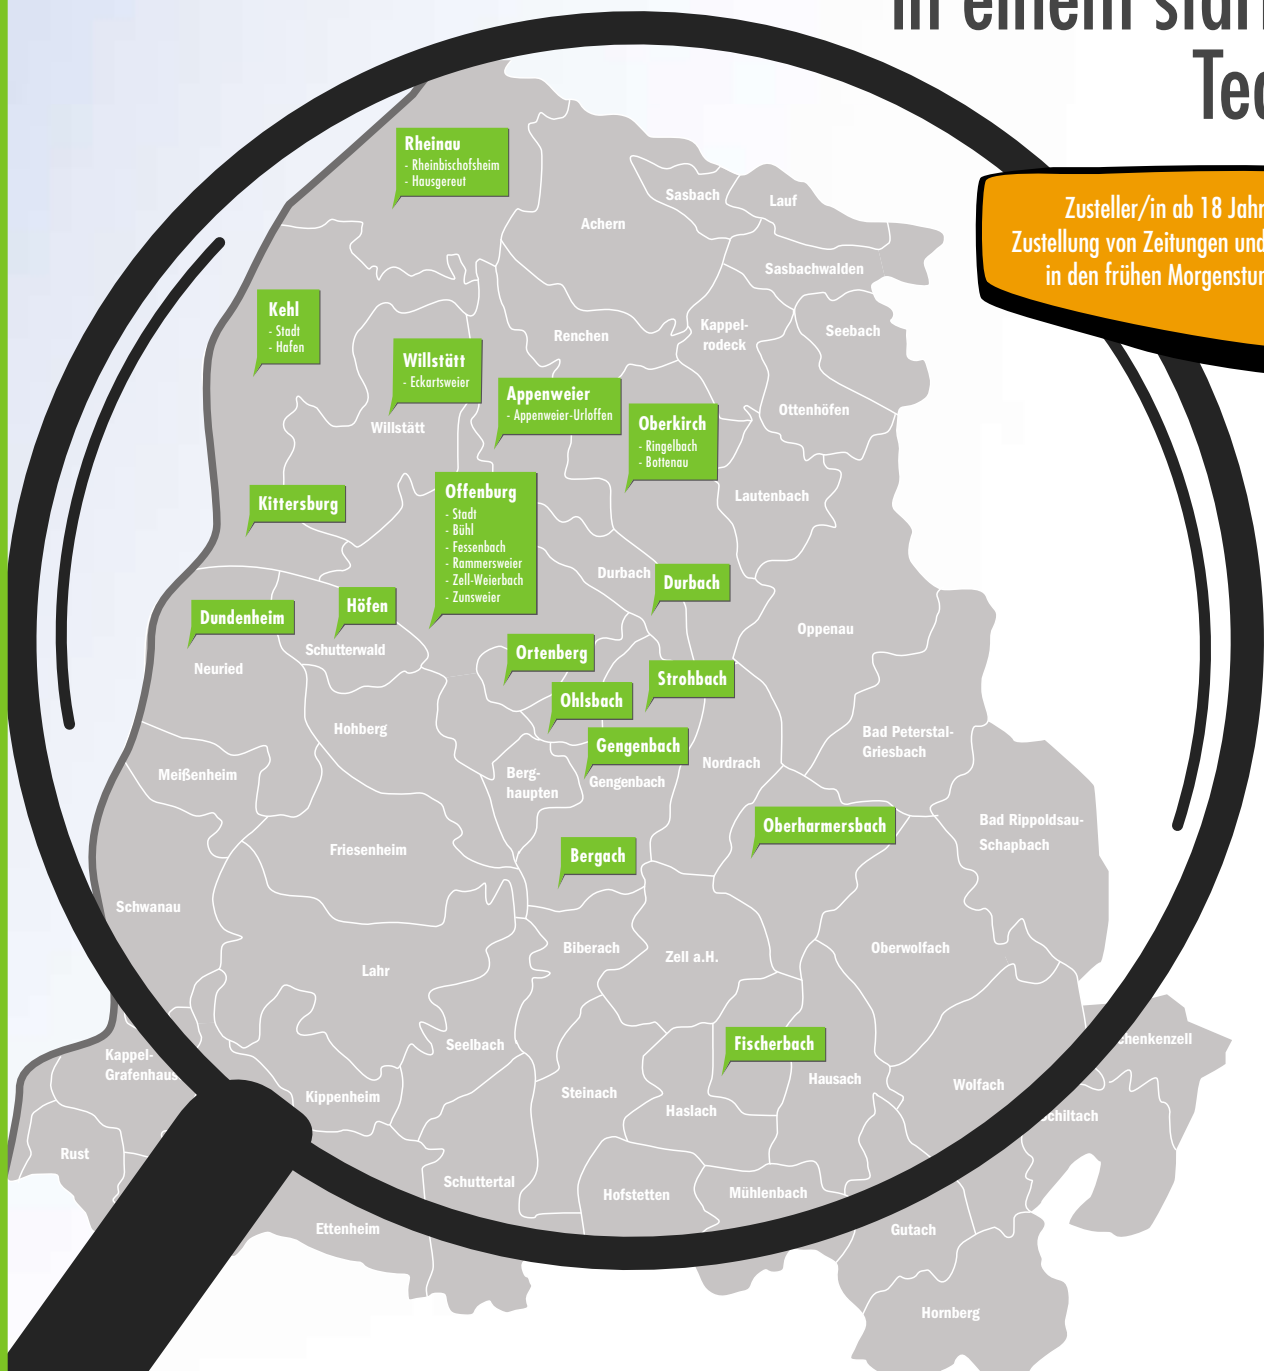 in einem
Zusteller/in ab 18
Zustellung von Zeitungen und
in den frühen
Rheinau
- Rheinbischofsheim
- Hausgereut
Sasbach
Lauf
Achern
Sasbachwalden
Kehl
- Stadt
- Hafen
Renchen
Kappel-
rodeck
Seebach
Willstätt
- Eckartsweier
Appenweier
- Appenweier-Urloffen
Oberkirch
- Ringelbach
- Bottenau
Ottenhöfen
Willstätt
Lautenbach
Kittersburg
Offenburg
- Stadt
- Bühl
- Fessenbach
- Rammersweier
- Zell-Weierbach
- Zunsweier
Durbach
Durbach
Dundenheim
Höfen
Oppenau
Schutterwald
Neuried
Ortenberg
Strohbach
Ohlsbach
Hohberg
Gengenbach
Bad Peterstal-
Griesbach
Nordrach
Meißenheim
Berg-
haupten
Gengenbach
Oberharmersbach
Bad Rippoldsau-
Schapbach
Friesenheim
Bergach
Schwanau
Biberach
Zell a.H.
Oberwolfach
Lahr
Seelbach
Fischerbach
chenkenzell
Kappel-
Grafenhaus
Hausach
Wolfach
Kippenheim
Steinach
Haslach
chiltach
Rust
Schuttertal
Hofstetten
Mühlenbach
Ettenheim
Gutach
Hornberg